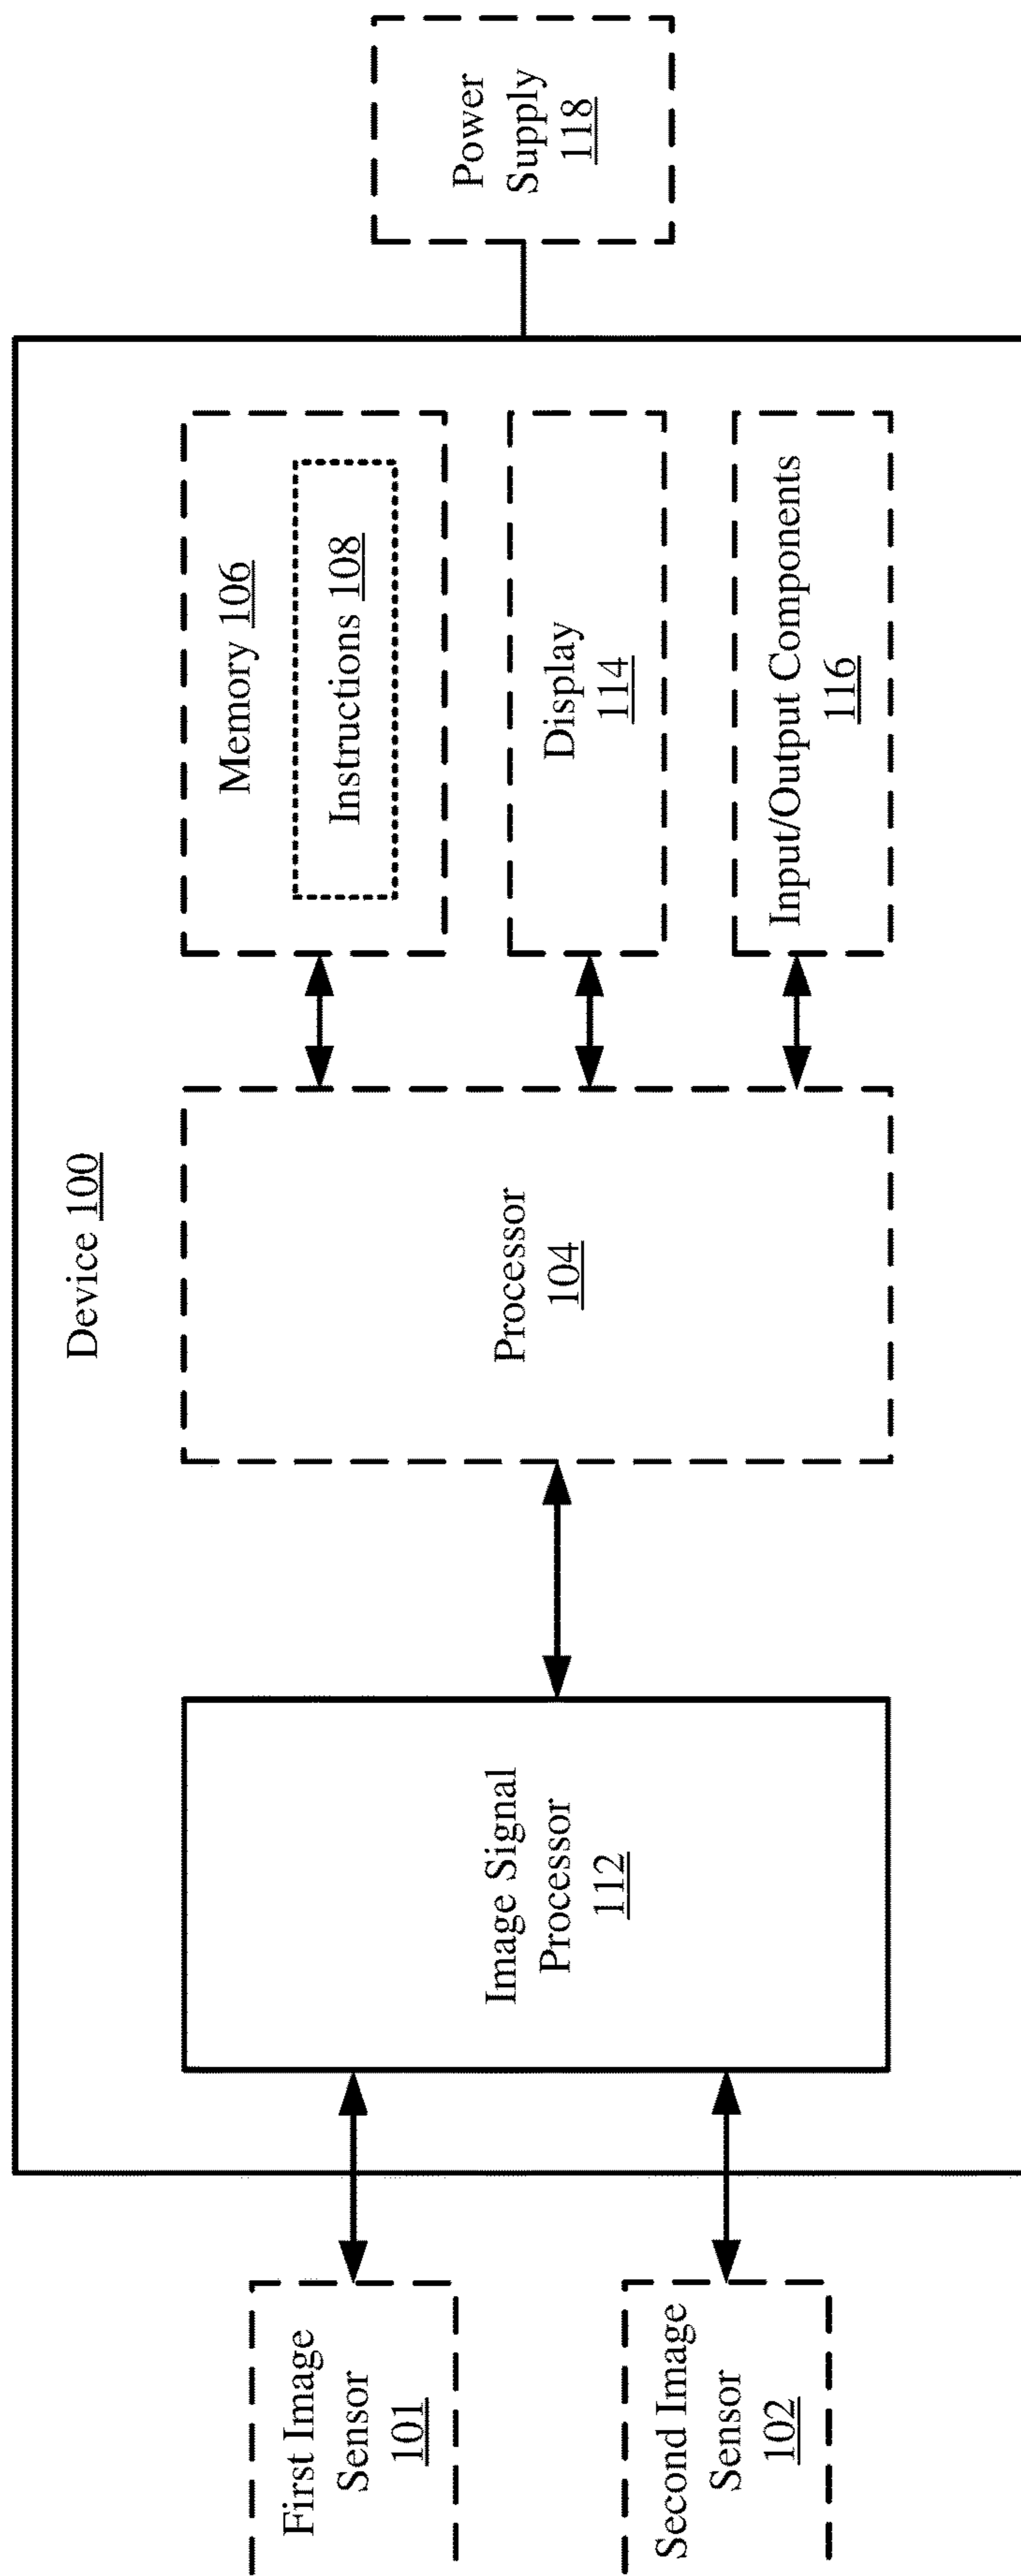 Device 100
First Image
Sensor
101
Second Image
Sensor
102
Image Signal
Processor
112
Processor
104
Memory 106
Instructions 108
Display
114
Input/Output Components
116
Power
Supply
118